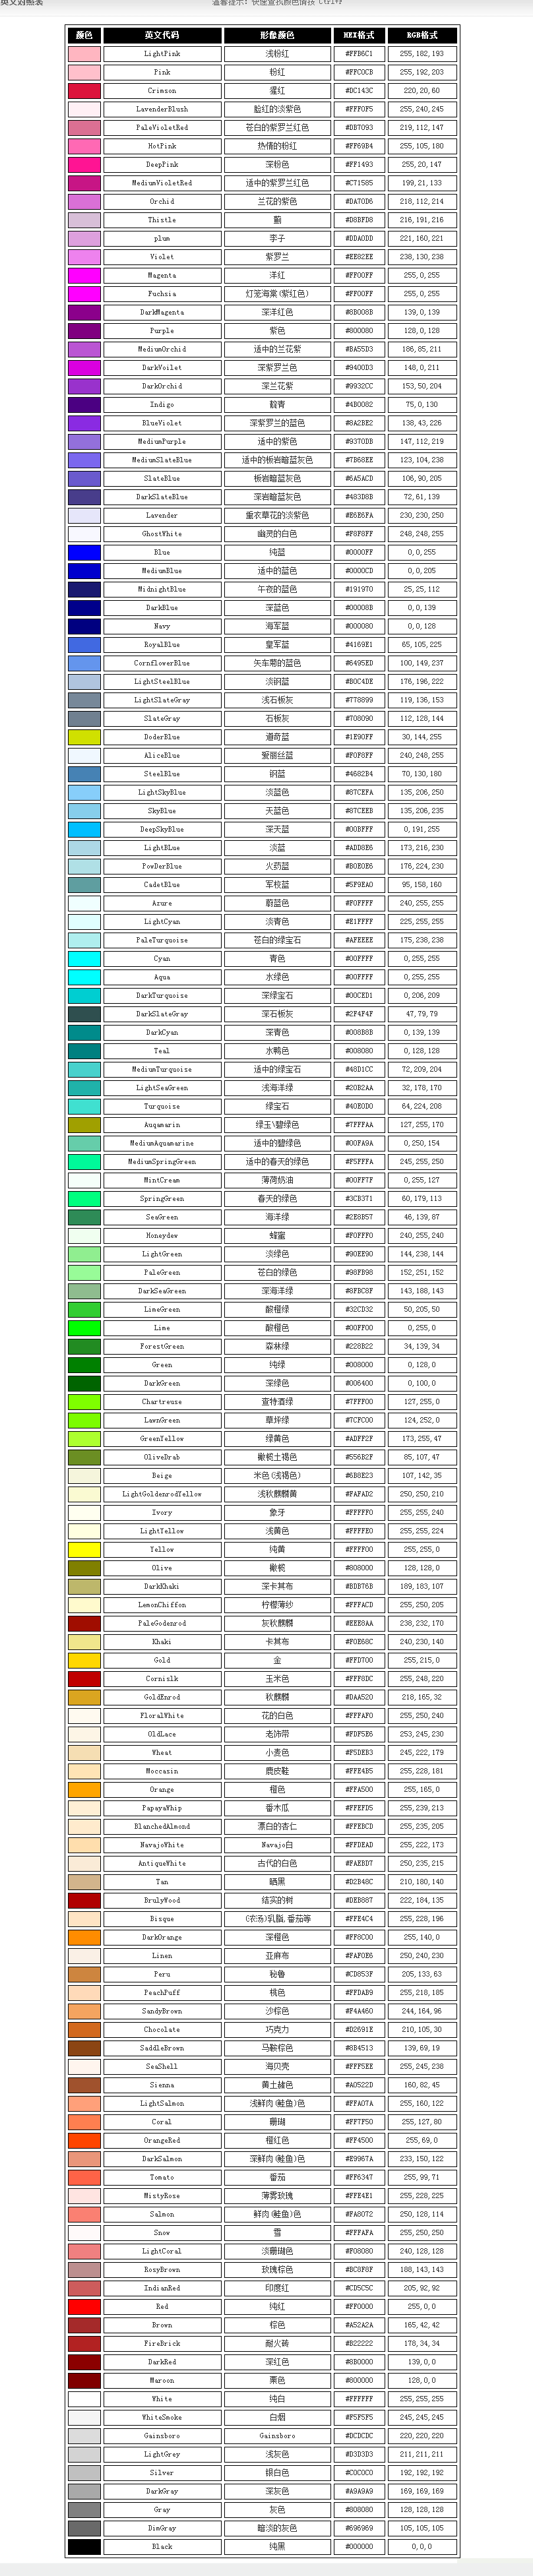 英文对照表
温馨提示: 快速查找颜色请按 Ctrl+F
颜色 英文代码 形像颜色 HEX格式 RGB格式
LightPink 浅粉红 #FFB6C1 255,182,193
Pink 粉红 #FFC0CB 255,192,203
Crimson 猩红 #DC143C 220,20,60
LavenderBlush 脸红的淡紫色 #FFF0F5 255,240,245
PaleVioletRed 苍白的紫罗兰红色 #DB7093 219,112,147
HotPink 热情的粉红 #FF69B4 255,105,180
DeepPink 深粉色 #FF1493 255,20,147
MediumVioletRed 适中的紫罗兰红色 #C71585 199,21,133
Orchid 兰花的紫色 #DA70D6 218,112,214
Thistle 蓟 #D8BFD8 216,191,216
plum 李子 #DDA0DD 221,160,221
Violet 紫罗兰 #EE82EE 238,130,238
Magenta 洋红 #FF00FF 255,0,255
Fuchsia 灯笼海棠(紫红色) #FF00FF 255,0,255
DarkMagenta 深洋红色 #8B008B 139,0,139
Purple 紫色 #800080 128,0,128
MediumOrchid 适中的兰花紫 #BA55D3 186,85,211
DarkVoilet 深紫罗兰色 #9400D3 148,0,211
DarkOrchid 深兰花紫 #9932CC 153,50,204
Indigo 靛青 #4B0082 75,0,130
BlueViolet 深紫罗兰的蓝色 #8A2BE2 138,43,226
MediumPurple 适中的紫色 #9370DB 147,112,219
MediumSlateBlue 适中的板岩暗蓝灰色 #7B68EE 123,104,238
SlateBlue 板岩暗蓝灰色 #6A5ACD 106,90,205
DarkSlateBlue 深岩暗蓝灰色 #483D8B 72,61,139
Lavender 熏衣草花的淡紫色 #E6E6FA 230,230,250
GhostWhite 幽灵的白色 #F8F8FF 248,248,255
Blue 纯蓝 #0000FF 0,0,255
MediumBlue 适中的蓝色 #0000CD 0,0,205
MidnightBlue 午夜的蓝色 #191970 25,25,112
DarkBlue 深蓝色 #00008B 0,0,139
Navy 海军蓝 #000080 0,0,128
RoyalBlue 皇军蓝 #4169E1 65,105,225
CornflowerBlue 矢车菊的蓝色 #6495ED 100,149,237
LightSteelBlue 淡钢蓝 #B0C4DE 176,196,222
LightSlateGray 浅石板灰 #778899 119,136,153
SlateGray 石板灰 #708090 112,128,144
DoderBlue 道奇蓝 #1E90FF 30,144,255
AliceBlue 爱丽丝蓝 #F0F8FF 240,248,255
SteelBlue 钢蓝 #4682B4 70,130,180
LightSkyBlue 淡蓝色 #87CEFA 135,206,250
SkyBlue 天蓝色 #87CEEB 135,206,235
DeepSkyBlue 深天蓝 #00BFFF 0,191,255
LightBLue 淡蓝 #ADD8E6 173,216,230
PowDerBlue 火药蓝 #B0E0E6 176,224,230
CadetBlue 军校蓝 #5F9EA0 95,158,160
Azure 蔚蓝色 #F0FFFF 240,255,255
LightCyan 淡青色 #E1FFFF 225,255,255
PaleTurquoise 苍白的绿宝石 #AFEEEE 175,238,238
Cyan 青色 #00FFFF 0,255,255
Aqua 水绿色 #00FFFF 0,255,255
DarkTurquoise 深绿宝石 #00CED1 0,206,209
DarkSlateGray 深石板灰 #2F4F4F 47,79,79
DarkCyan 深青色 #008B8B 0,139,139
Teal 水鸭色 #008080 0,128,128
MediumTurquoise 适中的绿宝石 #48D1CC 72,209,204
LightSeaGreen 浅海洋绿 #20B2AA 32,178,170
Turquoise 绿宝石 #40E0D0 64,224,208
Auqamarin 绿玉\碧绿色 #7FFFAA 127,255,170
MediumAquamarine 适中的碧绿色 #00FA9A 0,250,154
MediumSpringGreen 适中的春天的绿色 #F5FFFA 245,255,250
MintCream 薄荷奶油 #00FF7F 0,255,127
SpringGreen 春天的绿色 #3CB371 60,179,113
SeaGreen 海洋绿 #2E8B57 46,139,87
Honeydew 蜂蜜 #F0FFF0 240,255,240
LightGreen 淡绿色 #90EE90 144,238,144
PaleGreen 苍白的绿色 #98FB98 152,251,152
DarkSeaGreen 深海洋绿 #8FBC8F 143,188,143
LimeGreen 酸橙绿 #32CD32 50,205,50
Lime 酸橙色 #00FF00 0,255,0
ForestGreen 森林绿 #228B22 34,139,34
Green 纯绿 #008000 0,128,0
DarkGreen 深绿色 #006400 0,100,0
Chartreuse 查特酒绿 #7FFF00 127,255,0
LawnGreen 草坪绿 #7CFC00 124,252,0
GreenYellow 绿黄色 #ADFF2F 173,255,47
OliveDrab 橄榄土褐色 #556B2F 85,107,47
Beige 米色(浅褐色) #6B8E23 107,142,35
LightGoldenrodYellow 浅秋麒麟黄 #FAFAD2 250,250,210
Ivory 象牙 #FFFFF0 255,255,240
LightYellow 浅黄色 #FFFFE0 255,255,224
Yellow 纯黄 #FFFF00 255,255,0
Olive 橄榄 #808000 128,128,0
DarkKhaki 深卡其布 #BDB76B 189,183,107
LemonChiffon 柠檬薄纱 #FFFACD 255,250,205
PaleGodenrod 灰秋麒麟 #EEE8AA 238,232,170
Khaki 卡其布 #F0E68C 240,230,140
Gold 金 #FFD700 255,215,0
Cornislk 玉米色 #FFF8DC 255,248,220
GoldEnrod 秋麒麟 #DAA520 218,165,32
FloralWhite 花的白色 #FFFAF0 255,250,240
OldLace 老饰带 #FDF5E6 253,245,230
Wheat 小麦色 #F5DEB3 245,222,179
Moccasin 鹿皮鞋 #FFE4B5 255,228,181
Orange 橙色 #FFA500 255,165,0
PapayaWhip 番木瓜 #FFEFD5 255,239,213
BlanchedAlmond 漂白的杏仁 #FFEBCD 255,235,205
NavajoWhite Navajo白 #FFDEAD 255,222,173
AntiqueWhite 古代的白色 #FAEBD7 250,235,215
Tan 晒黑 #D2B48C 210,180,140
BrulyWood 结实的树 #DEB887 222,184,135
Bisque (浓汤)乳脂,番茄等 #FFE4C4 255,228,196
DarkOrange 深橙色 #FF8C00 255,140,0
Linen 亚麻布 #FAF0E6 250,240,230
Peru 秘鲁 #CD853F 205,133,63
PeachPuff 桃色 #FFDAB9 255,218,185
SandyBrown 沙棕色 #F4A460 244,164,96
Chocolate 巧克力 #D2691E 210,105,30
SaddleBrown 马鞍棕色 #8B4513 139,69,19
SeaShell 海贝壳 #FFF5EE 255,245,238
Sienna 黄土赭色 #A0522D 160,82,45
LightSalmon 浅鲜肉(鲑鱼)色 #FFA07A 255,160,122
Coral 珊瑚 #FF7F50 255,127,80
OrangeRed 橙红色 #FF4500 255,69,0
DarkSalmon 深鲜肉(鲑鱼)色 #E9967A 233,150,122
Tomato 番茄 #FF6347 255,99,71
MistyRose 薄雾玫瑰 #FFE4E1 255,228,225
Salmon 鲜肉(鲑鱼)色 #FA8072 250,128,114
Snow 雪 #FFFAFA 255,250,250
LightCoral 淡珊瑚色 #F08080 240,128,128
RosyBrown 玫瑰棕色 #BC8F8F 188,143,143
IndianRed 印度红 #CD5C5C 205,92,92
Red 纯红 #FF0000 255,0,0
Brown 棕色 #A52A2A 165,42,42
FireBrick 耐火砖 #B22222 178,34,34
DarkRed 深红色 #8B0000 139,0,0
Maroon 栗色 #800000 128,0,0
White 纯白 #FFFFFF 255,255,255
WhiteSmoke 白烟 #F5F5F5 245,245,245
Gainsboro Gainsboro #DCDCDC 220,220,220
LightGrey 浅灰色 #D3D3D3 211,211,211
Silver 银白色 #C0C0C0 192,192,192
DarkGray 深灰色 #A9A9A9 169,169,169
Gray 灰色 #808080 128,128,128
DimGray 暗淡的灰色 #696969 105,105,105
Black 纯黑 #000000 0,0,0